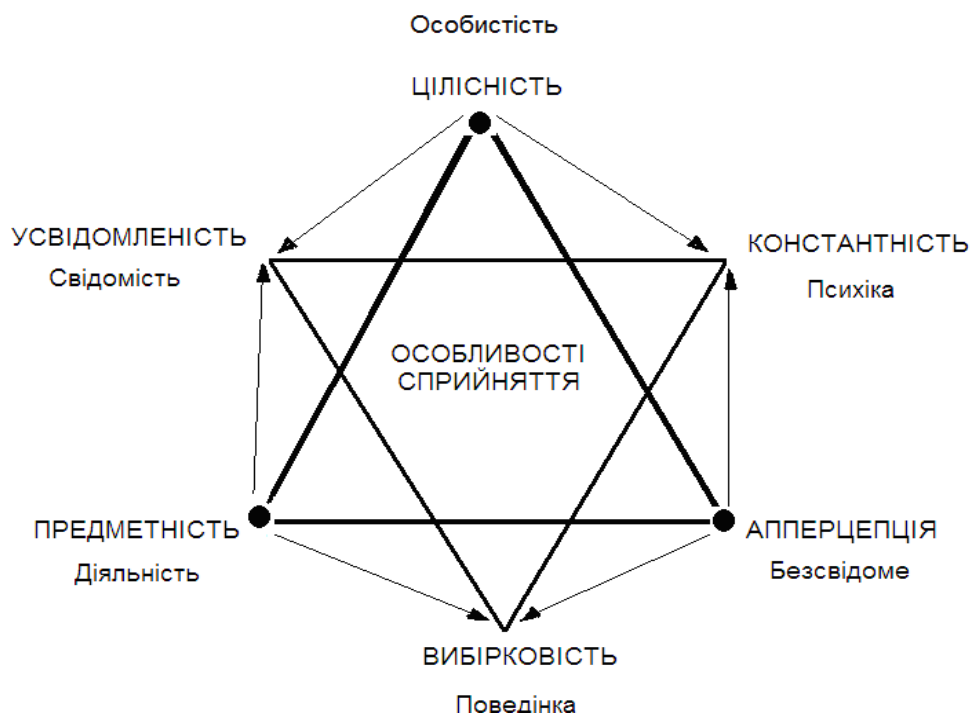 Особистість
ЦІЛІСНІСТЬ
УСВІДОМЛЕНІСТЬ
Свідомість
КОНСТАНТНІСТЬ
Психіка
ОСОБЛИВОСТІ
СПРИЙНЯТТЯ
ПРЕДМЕТНІСТЬ
Діяльність
АППЕРЦЕПЦІЯ
Безсвідоме
ВИБІРКОВІСТЬ
Поведінка